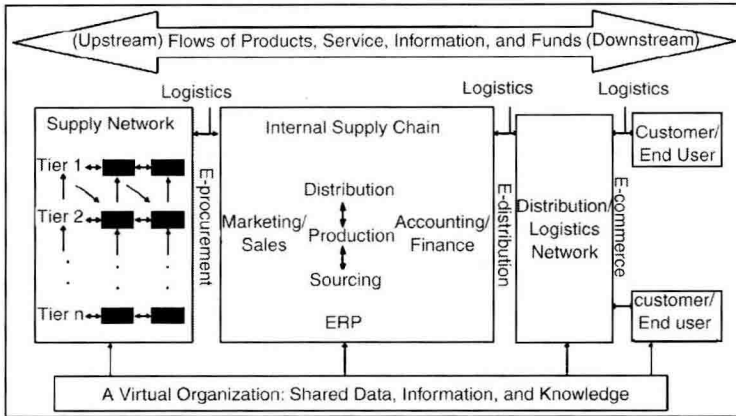 (Upstream) Flows of Products, Service, Information, and Funds (Downstream)
Logistics
Logistics
Logistics
Supply Network
Tier 1
Tier 2
Tier n
E-procurement
Internal Supply Chain
Distribution
Marketing/
Sales
Production
Accounting/
Finance
Sourcing
ERP
E-distribution
Distribution/
Logistics
Network
E-commerce
Customer/
End User
customer/
End user
A Virtual Organization: Shared Data, Information, and Knowledge